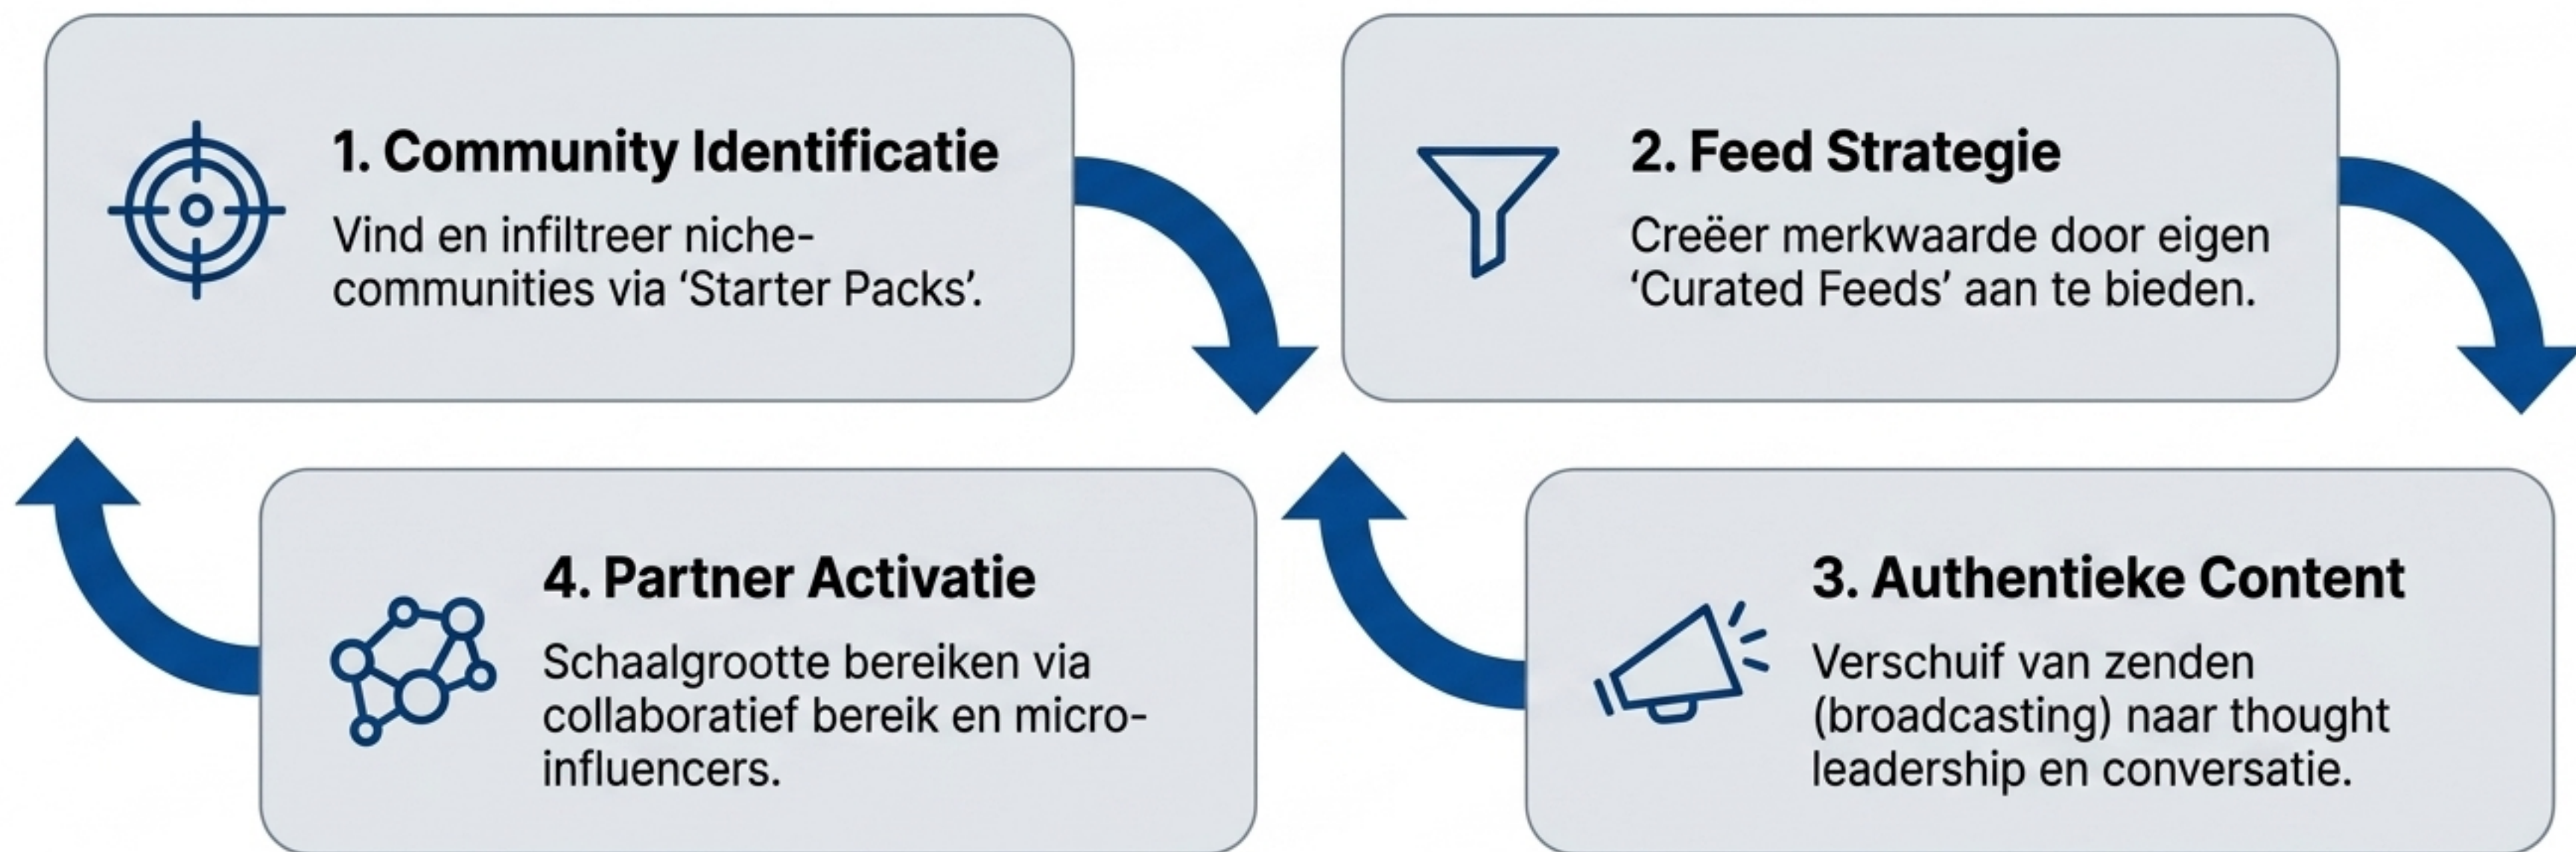 1. Community Identificatie
Vind en infiltreer niche-
communities via ‘Starter Packs’.
2. Feed Strategie
Creëer merkwaarde door eigen
‘Curated Feeds’ aan te bieden.
3. Authentieke Content
Verschuif van zenden
(broadcasting) naar thought
leadership en conversatie.
4. Partner Activatie
Schaalgrootte bereiken via
collaboratief bereik en micro-
influencers.